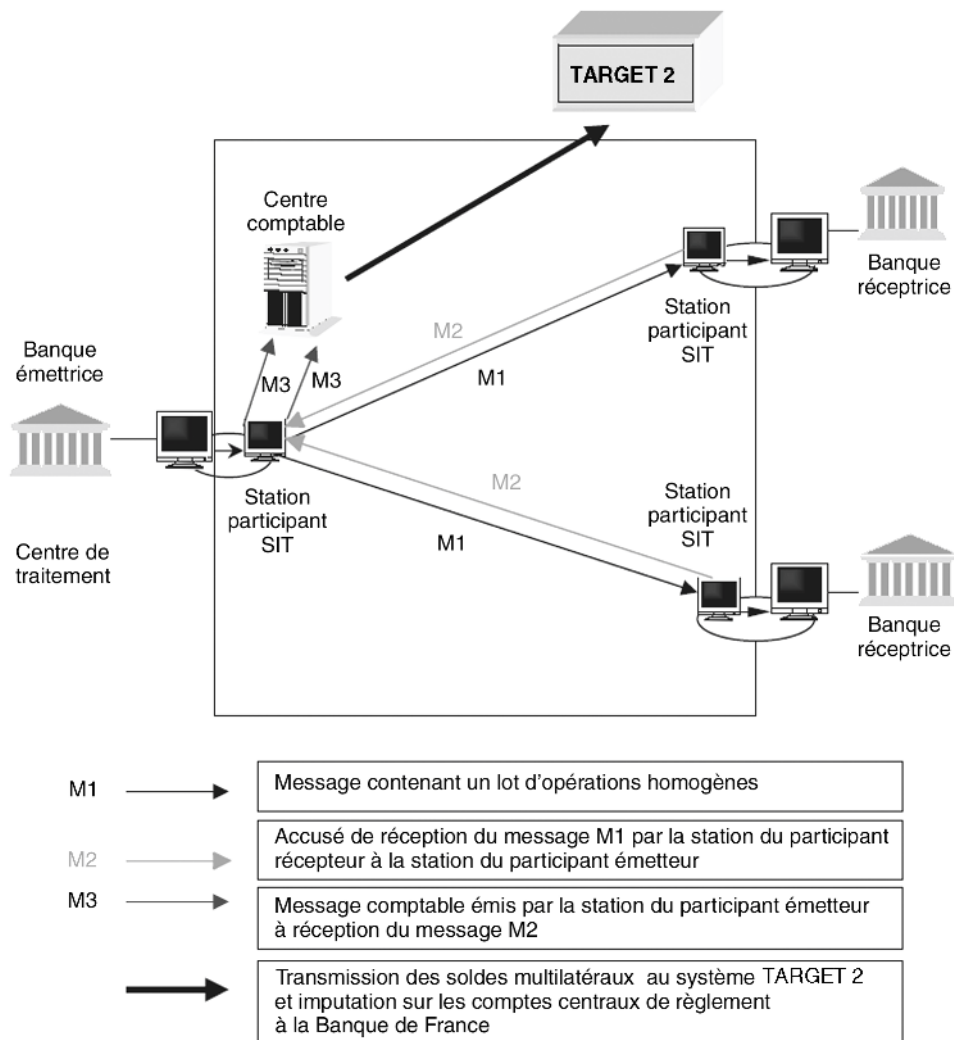 TARGET 2
Centre
comptable
Banque
réceptrice
Station
participant
SIT
M2
M1
Banque
émettrice
M3
M3
Station
participant
SIT
M2
M1
Station
participant
SIT
Centre de
traitement
Banque
réceptrice
M1
Message contenant un lot d'opérations homogènes
M2
Accusé de réception du message M1 par la station du participant
récepteur à la station du participant émetteur
M3
Message comptable émis par la station du participant émetteur
à réception du message M2
Transmission des soldes multilatéraux au système TARGET 2
et imputation sur les comptes centraux de règlement
à la Banque de France